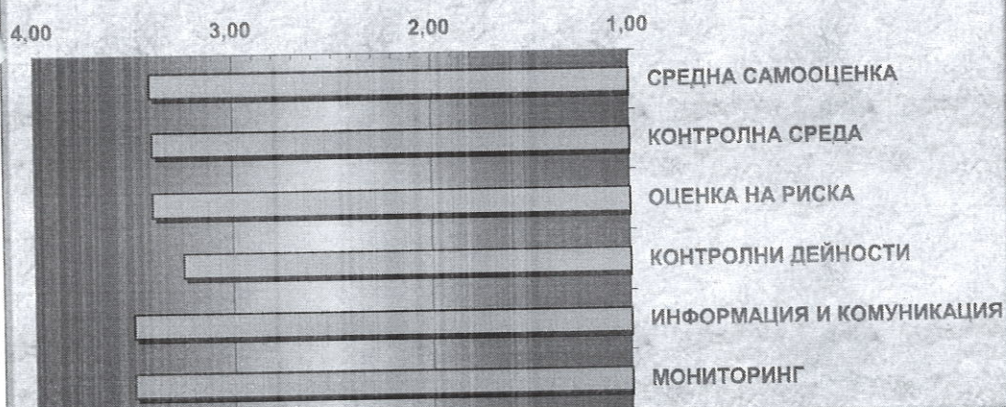 4,00 3,00 2,00 1,00
СРЕДНА САМООЦЕНКА
КОНТРОЛНА СРЕДА
ОЦЕНКА НА РИСКА
КОНТРОЛНИ ДЕЙНОСТИ
ИНФОРМАЦИЯ И КОМУНИКАЦИЯ
МОНИТОРИНГ